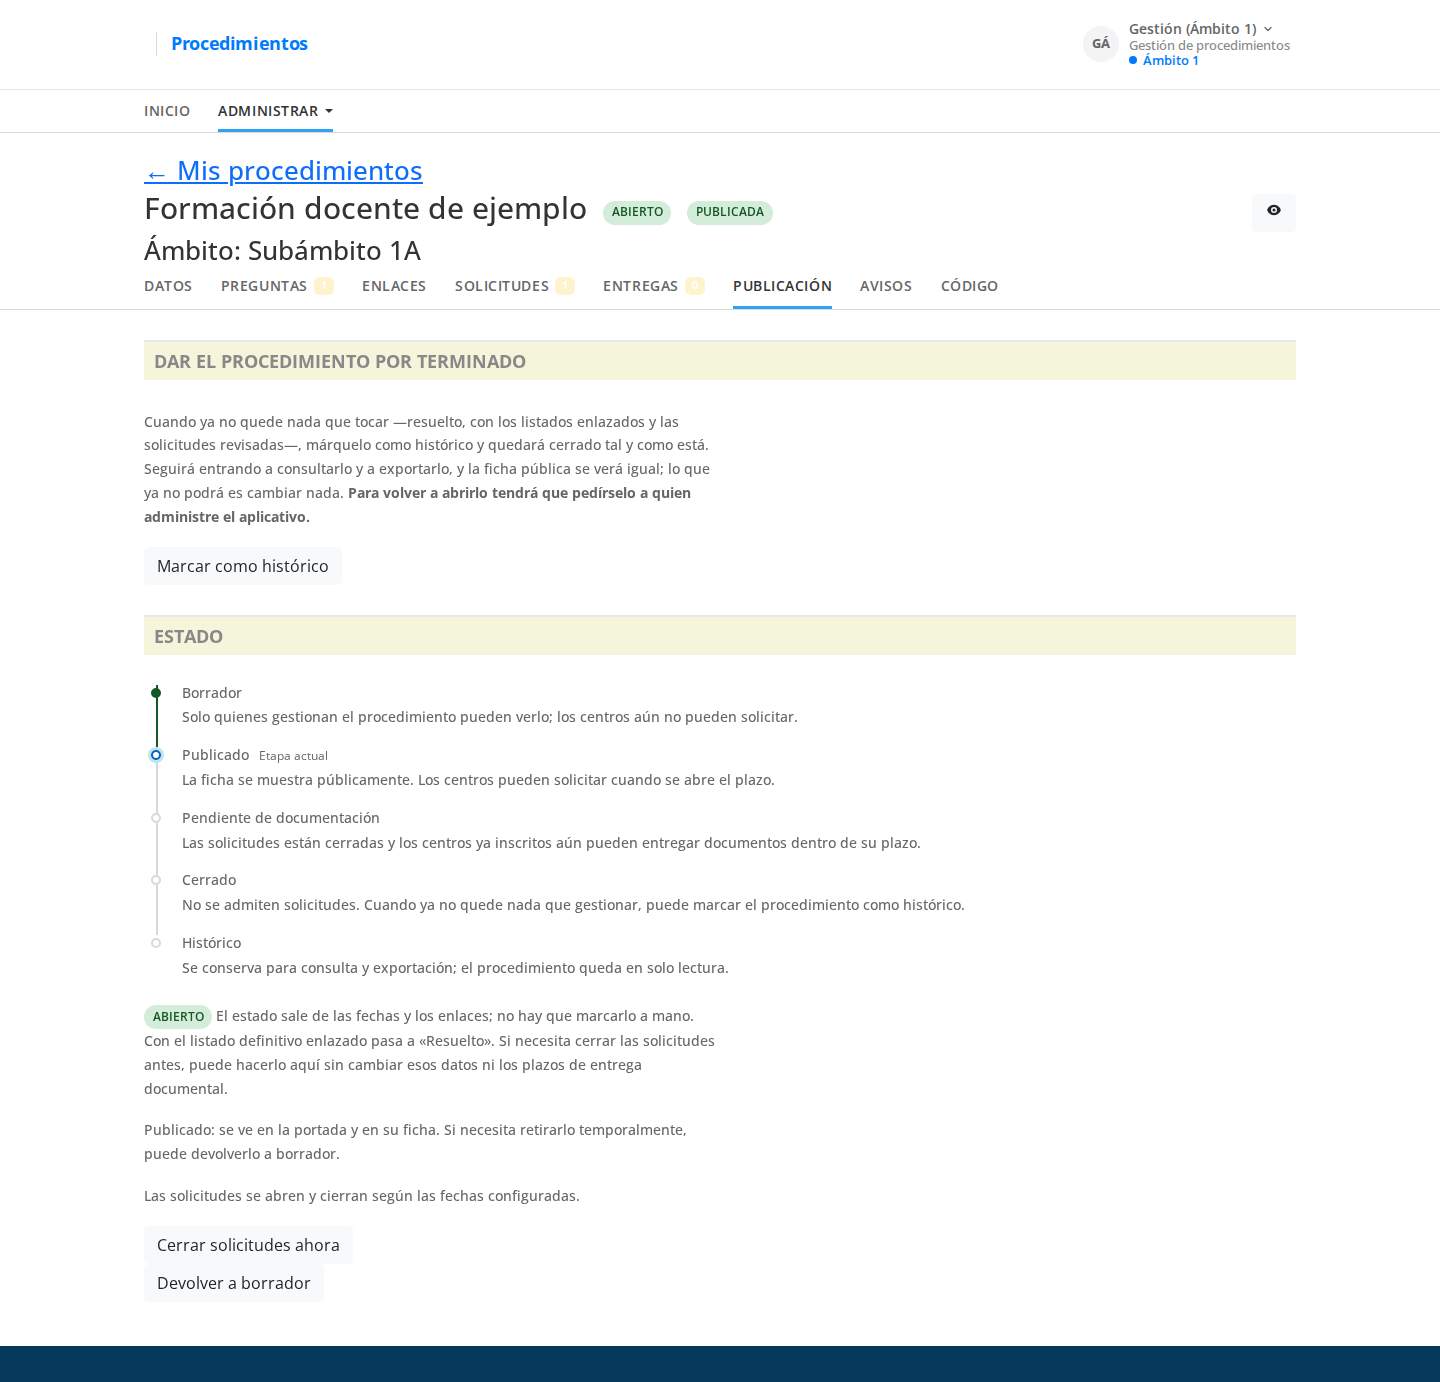 Procedimientos
GÁ
Gestión (Ámbito 1)
Gestión de procedimientos
Ámbito 1
INICIO
ADMINISTRAR
← Mis procedimientos
Formación docente de ejemplo
ABIERTO
PUBLICADA
Ámbito: Subámbito 1A
DATOS
PREGUNTAS 1
ENLACES
SOLICITUDES 1
ENTREGAS 0
PUBLICACIÓN
AVISOS
CÓDIGO
DAR EL PROCEDIMIENTO POR TERMINADO
Cuando ya no quede nada que tocar —resuelto, con los listados enlazados y las
solicitudes revisadas—, márquelo como histórico y quedará cerrado tal y como está.
Seguirá entrando a consultarlo y a exportarlo, y la ficha pública se verá igual; lo que
ya no podrá es cambiar nada. Para volver a abrirlo tendrá que pedírselo a quien
administre el aplicativo.
Marcar como histórico
ESTADO
Borrador
Solo quienes gestionan el procedimiento pueden verlo; los centros aún no pueden solicitar.
Publicado Etapa actual
La ficha se muestra públicamente. Los centros pueden solicitar cuando se abre el plazo.
Pendiente de documentación
Las solicitudes están cerradas y los centros ya inscritos aún pueden entregar documentos dentro de su plazo.
Cerrado
No se admiten solicitudes. Cuando ya no quede nada que gestionar, puede marcar el procedimiento como histórico.
Histórico
Se conserva para consulta y exportación; el procedimiento queda en solo lectura.
ABIERTO El estado sale de las fechas y los enlaces; no hay que marcarlo a mano.
Con el listado definitivo enlazado pasa a «Resuelto». Si necesita cerrar las solicitudes
antes, puede hacerlo aquí sin cambiar esos datos ni los plazos de entrega
documental.
Publicado: se ve en la portada y en su ficha. Si necesita retirarlo temporalmente,
puede devolverlo a borrador.
Las solicitudes se abren y cierran según las fechas configuradas.
Cerrar solicitudes ahora
Devolver a borrador